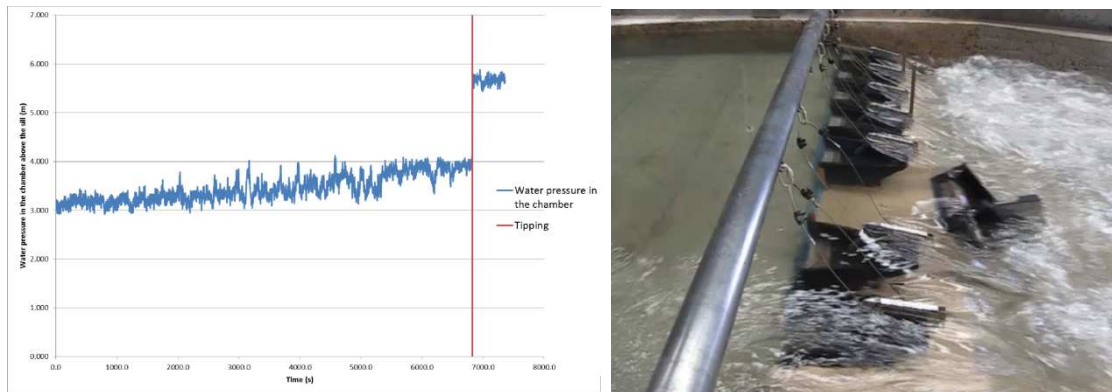 7.000
6.000
5.000
4.000
3.000
2.000
1.000
0.000
Water pressure in the chamber above the sill (m)
0.0 1000.0 2000.0 3000.0 4000.0 5000.0 6000.0 7000.0 8000.0
Time (s)
Water pressure in
the chamber
Tipping